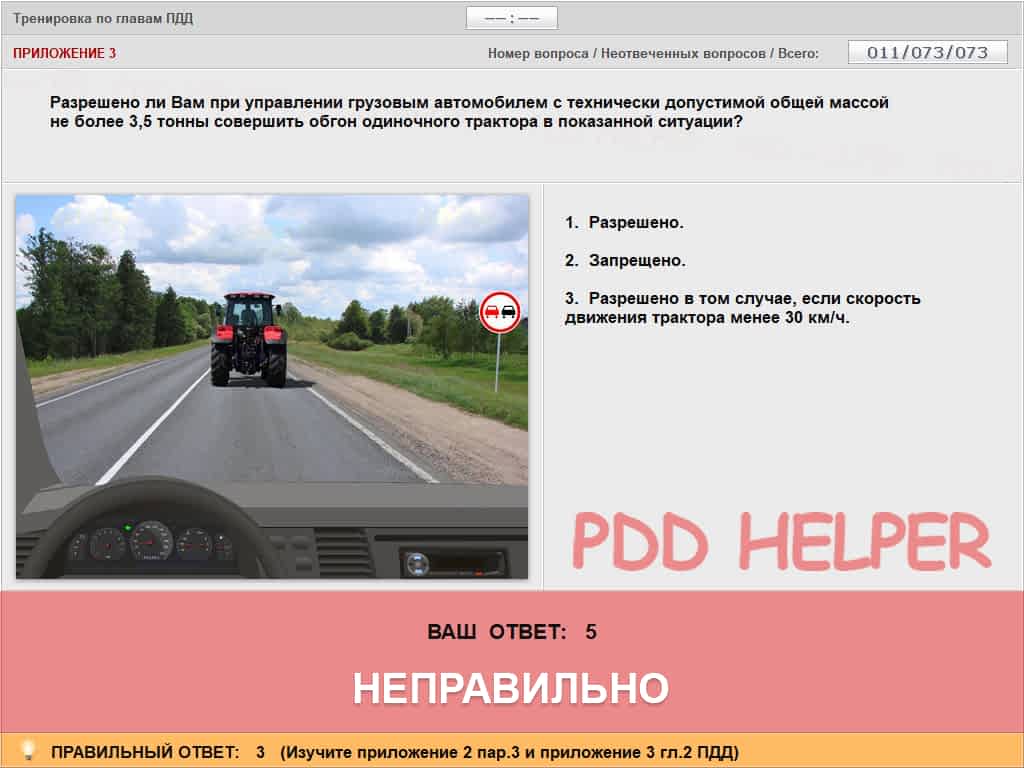 Тренировка по главам ПДД
—— : ——
ПРИЛОЖЕНИЕ 3
Номер вопроса / Неотвеченных вопросов / Всего:
011/073/073
Разрешено ли Вам при управлении грузовым автомобилем с технически допустимой общей массой
не более 3,5 тонны совершить обгон одиночного трактора в показанной ситуации?
1. Разрешено.
2. Запрещено.
3. Разрешено в том случае, если скорость
движения трактора менее 30 км/ч.
PDD HELPER
ВАШ ОТВЕТ: 5
НЕПРАВИЛЬНО
ПРАВИЛЬНЫЙ ОТВЕТ: 3 (Изучите приложение 2 пар.3 и приложение 3 гл.2 ПДД)